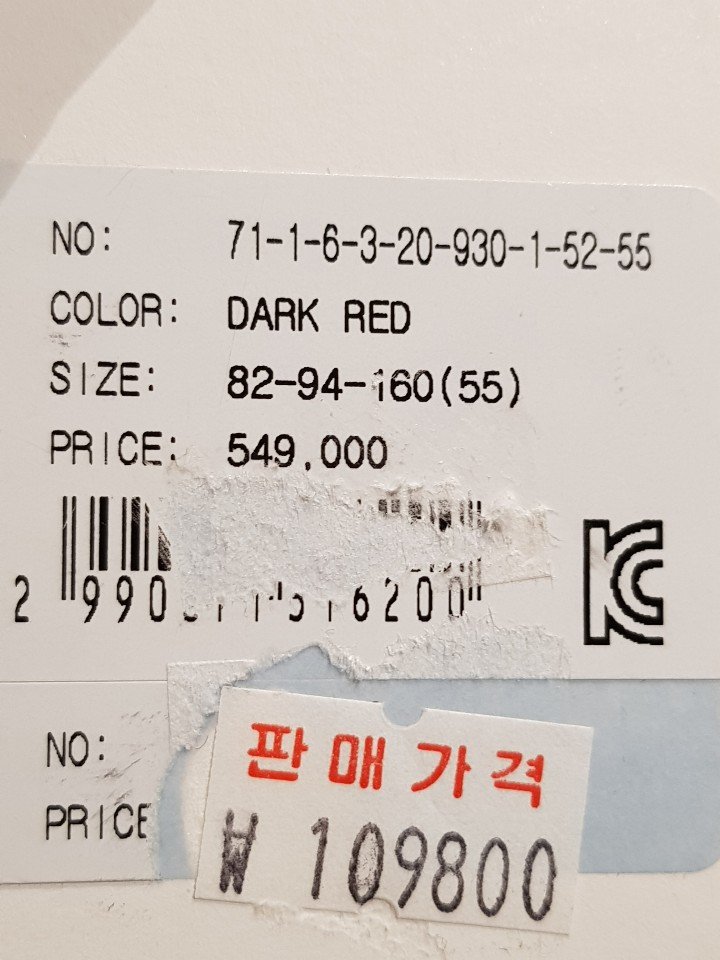 NO: 71-1-6-3-20-930-1-52-55
COLOR: DARK RED
SIZE: 82-94-160(55)
PRICE: 549,000
NO:
PRICE
판매가격
₩ 109800